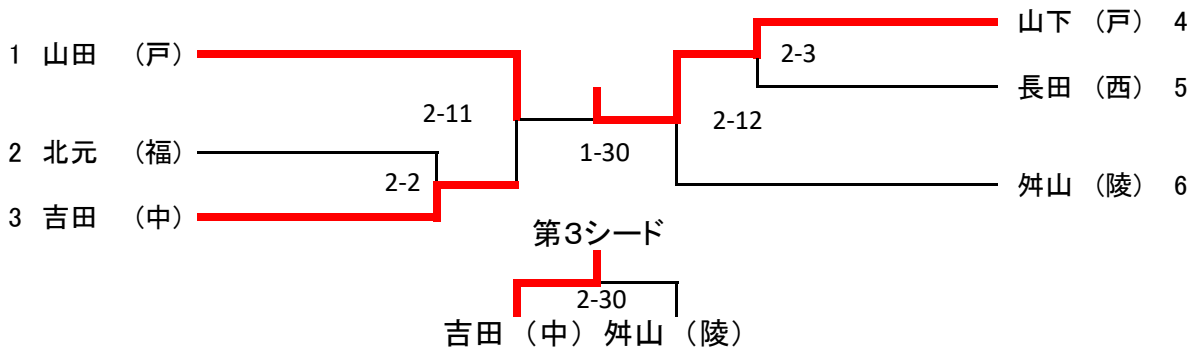 山下 （戸） 4
1 山田 （戸）
2-3
長田 （西） 5
2-11
2-12
2 北元 （福）
1-30
2-2
舛山 （陵） 6
3 吉田 （中）
第3シード
2-30
吉田 （中） 舛山 （陵）